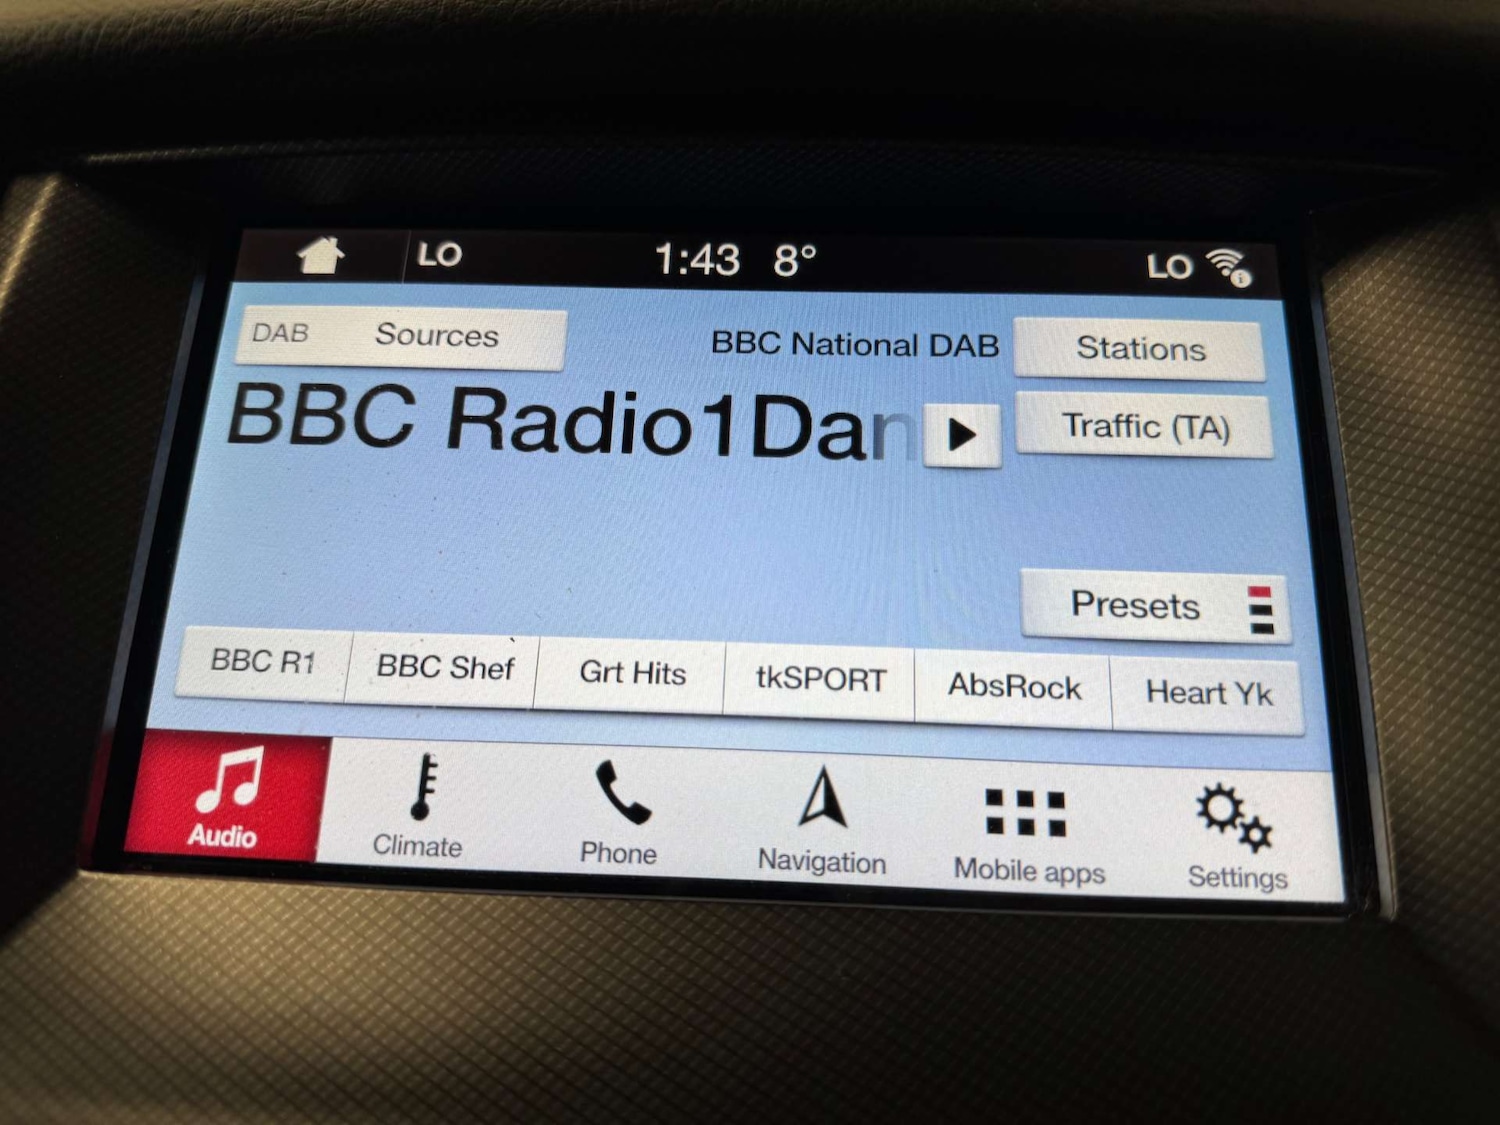 LO 1:43 8° LO
DAB Sources BBC National DAB Stations
BBC Radio1Dan Traffic (TA)
Presets
BBC R1 BBC Shef Grt Hits tkSPORT AbsRock Heart Yk
Audio Climate Phone Navigation Mobile apps Settings